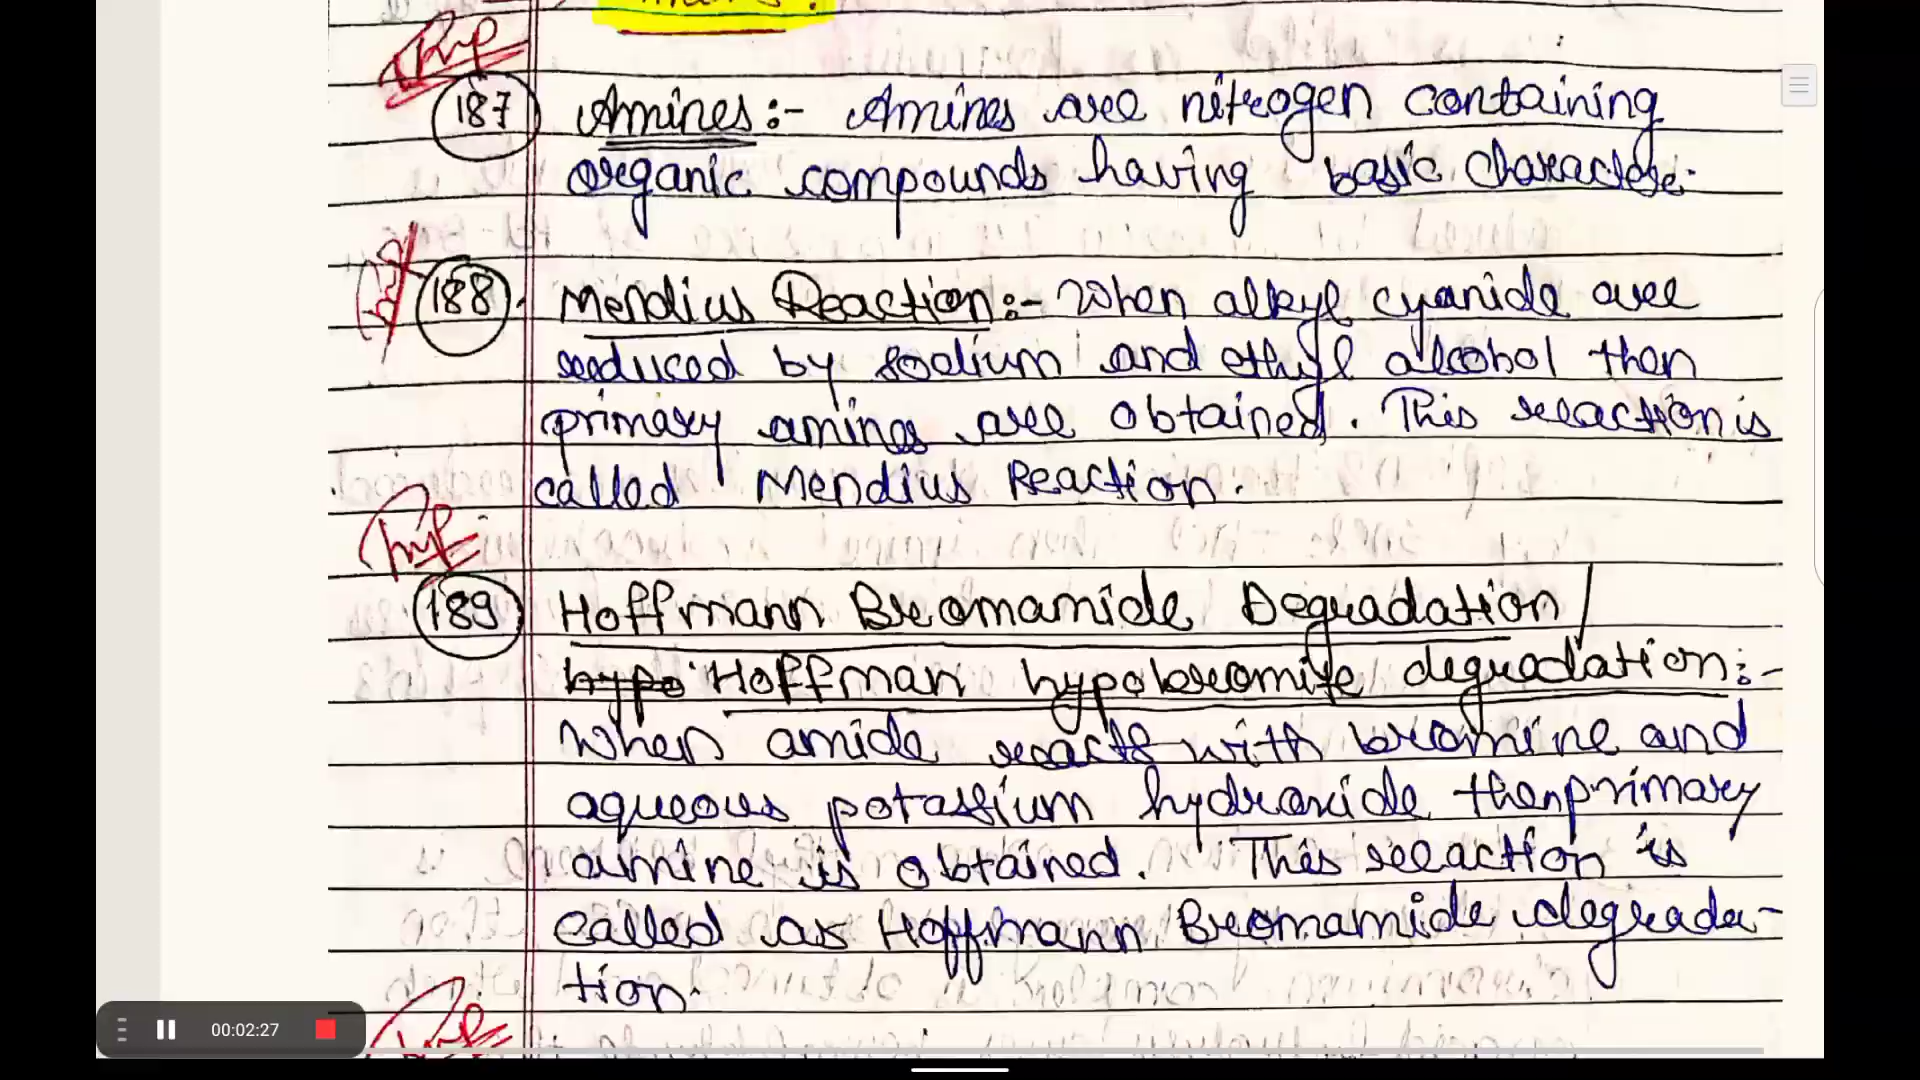 Imp
187 Amines:- Amines are nitrogen containing
organic compounds having basic character.
188. Mendius Reaction:- When alkyl cyanide are
reduced by sodium and ethyl alcohol then
primary amines are obtained. This reaction is
called Mendius Reaction.
Imp
189 Hoffmann Bromamide Degradation/
hypo Hoffman hypobromite degradation:-
When amide reacts with bromine and
aqueous potassium hydroxide then primary
amine is obtained. This reaction is
called as Hoffmann Bromamide degrada-
tion.
00:02:27